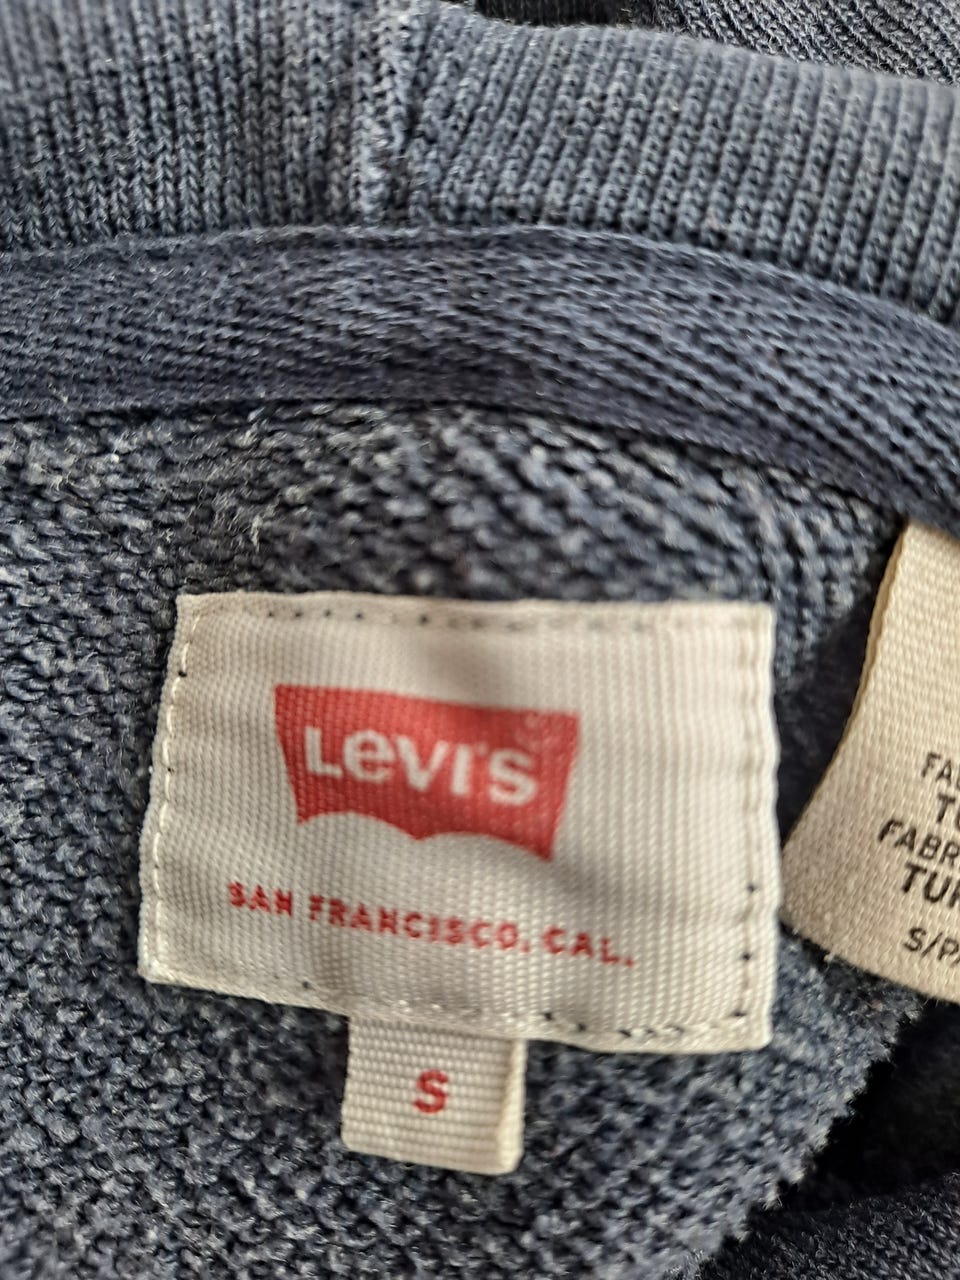 Levi's
SAN FRANCISCO, CAL.
S
S/P